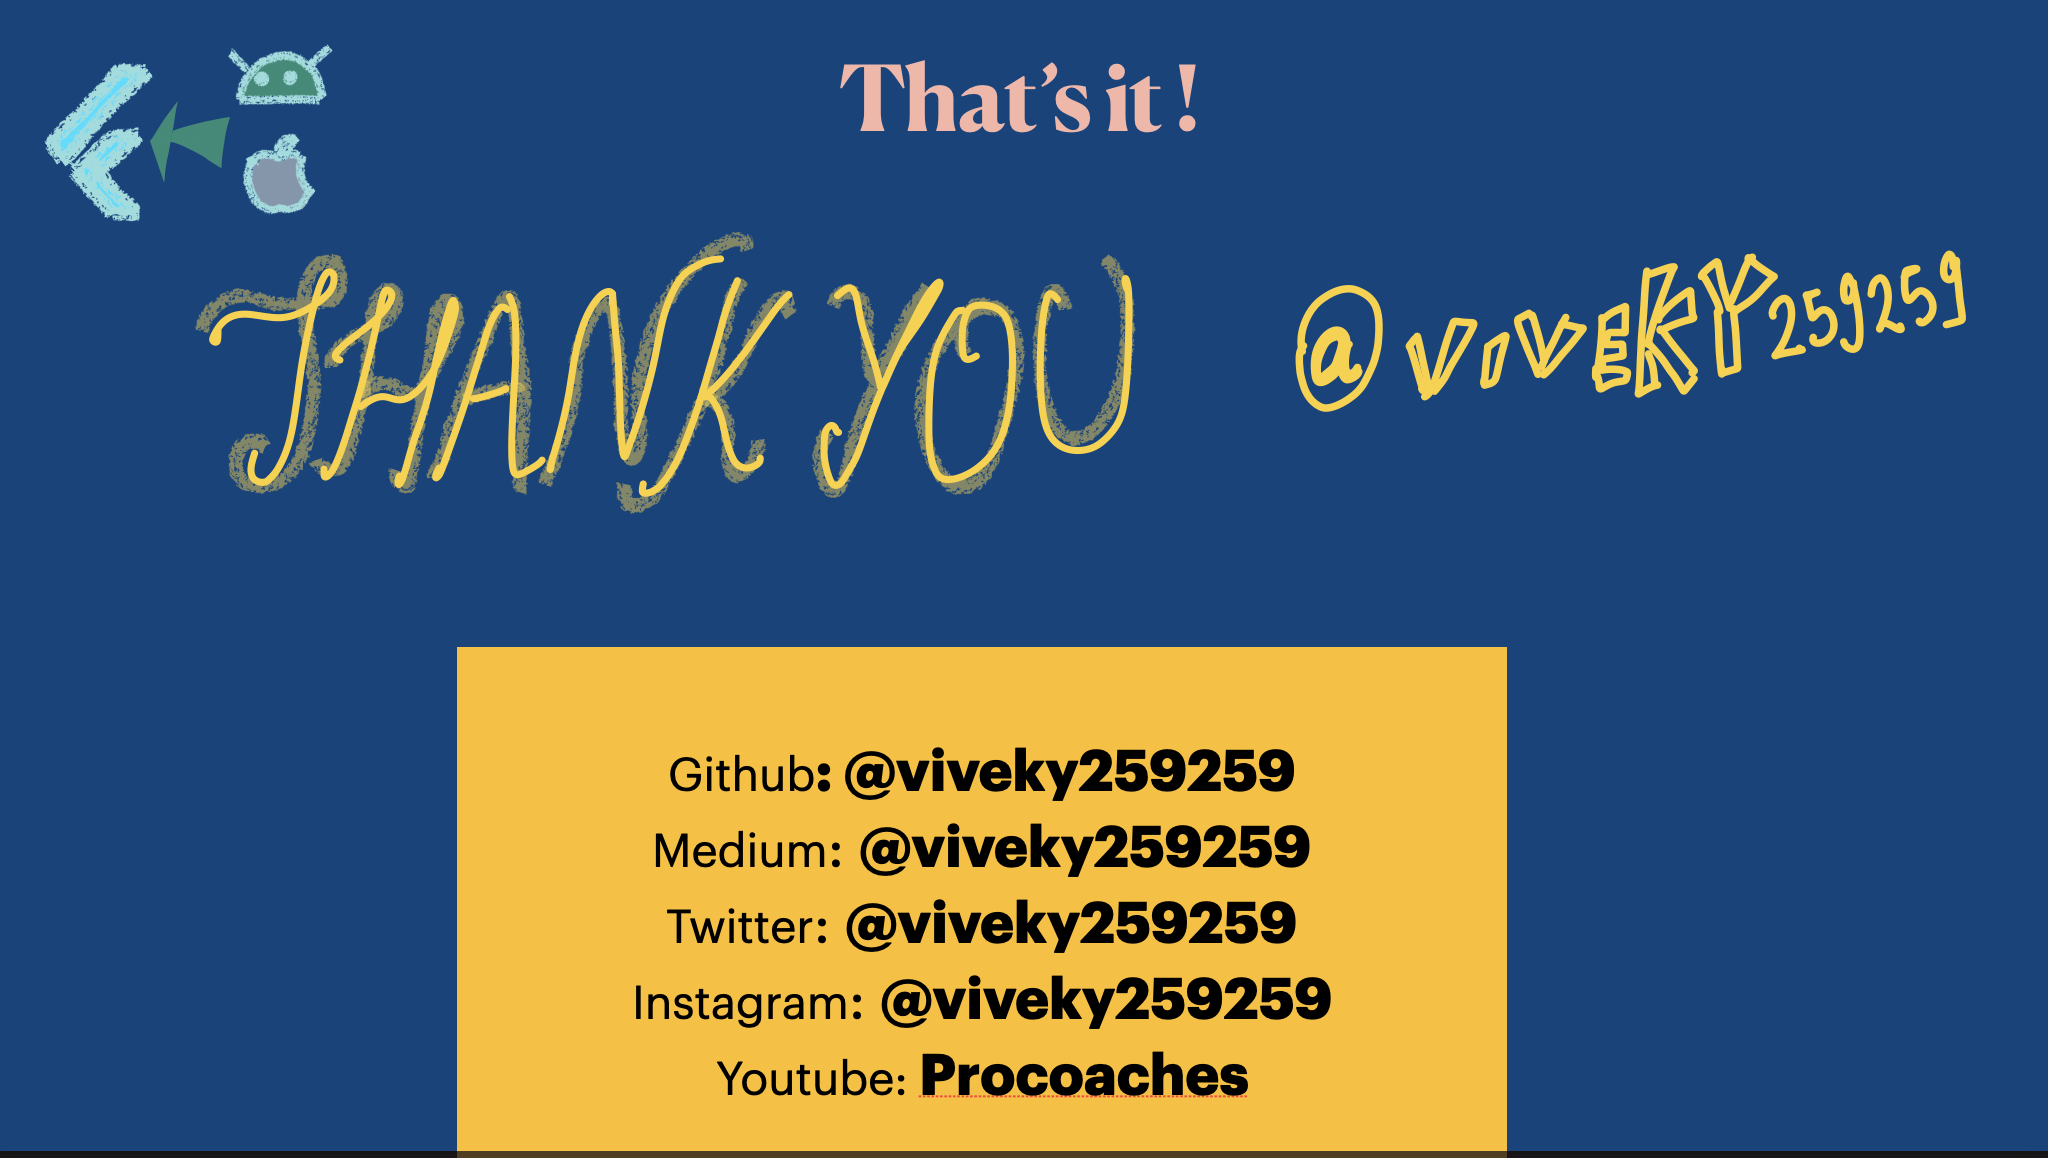 That’s it !
THANK YOU
@vivEKY259259
Github: @viveky259259
Medium: @viveky259259
Twitter: @viveky259259
Instagram: @viveky259259
Youtube: Procoaches